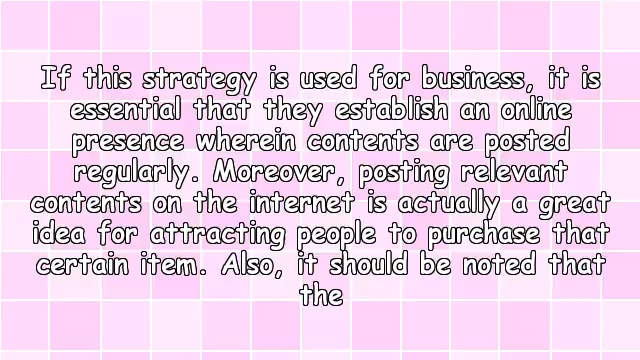 If this strategy is used for business, it is
essential that they establish an online
presence wherein contents are posted
regularly. Moreover, posting relevant
contents on the internet is actually a great
idea for attracting people to purchase that
certain item. Also, it should be noted that
the